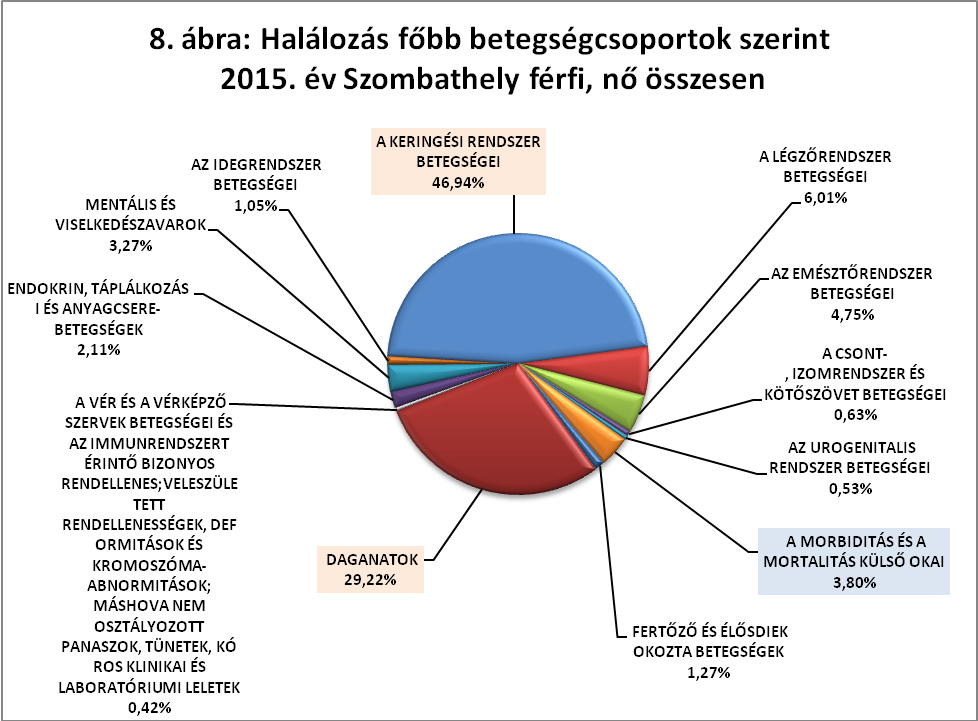 8. ábra: Halálozás főbb betegségcsoportok szerint
2015. év Szombathely férfi, nő összesen
A KERINGÉSI RENDSZER
BETEGSÉGEI
46,94%
A LÉGZŐRENDSZER
BETEGSÉGEI
6,01%
AZ EMÉSZTŐRENDSZER
BETEGSÉGEI
4,75%
A CSONT-
, IZOMRENDSZER ÉS
KÖTŐSZÖVET BETEGSÉGEI
0,63%
AZ UROGENITALIS
RENDSZER BETEGSÉGEI
0,53%
A MORBIDITÁS ÉS A
MORTALITÁS KÜLSŐ OKAI
3,80%
FERTŐZŐ ÉS ÉLŐSDIEK
OKOZTA BETEGSÉGEK
1,27%
DAGANATOK
29,22%
A VÉR ÉS A VÉRKÉPZŐ
SZERVEK BETEGSÉGEI ÉS
AZ IMMUNRENDSZERT
ÉRINTŐ BIZONYOS
RENDELLENES;VELESZÜLE
TETT
RENDELLENESSÉGEK, DEF
ORMITÁSOK ÉS
KROMOSZÓMA-
ABNORMITÁSOK;
MÁSHOVA NEM
OSZTÁLYOZOTT
PANASZOK, TÜNETEK, KÓ
ROS KLINIKAI ÉS
LABORATÓRIUMI LELETEK
0,42%
ENDOKRIN, TÁPLÁLKOZÁS
I ÉS ANYAGCSERE-
BETEGSÉGEK
2,11%
MENTÁLIS ÉS
VISELKEDÉSZAVAROK
3,27%
AZ IDEGRENDSZER
BETEGSÉGEI
1,05%